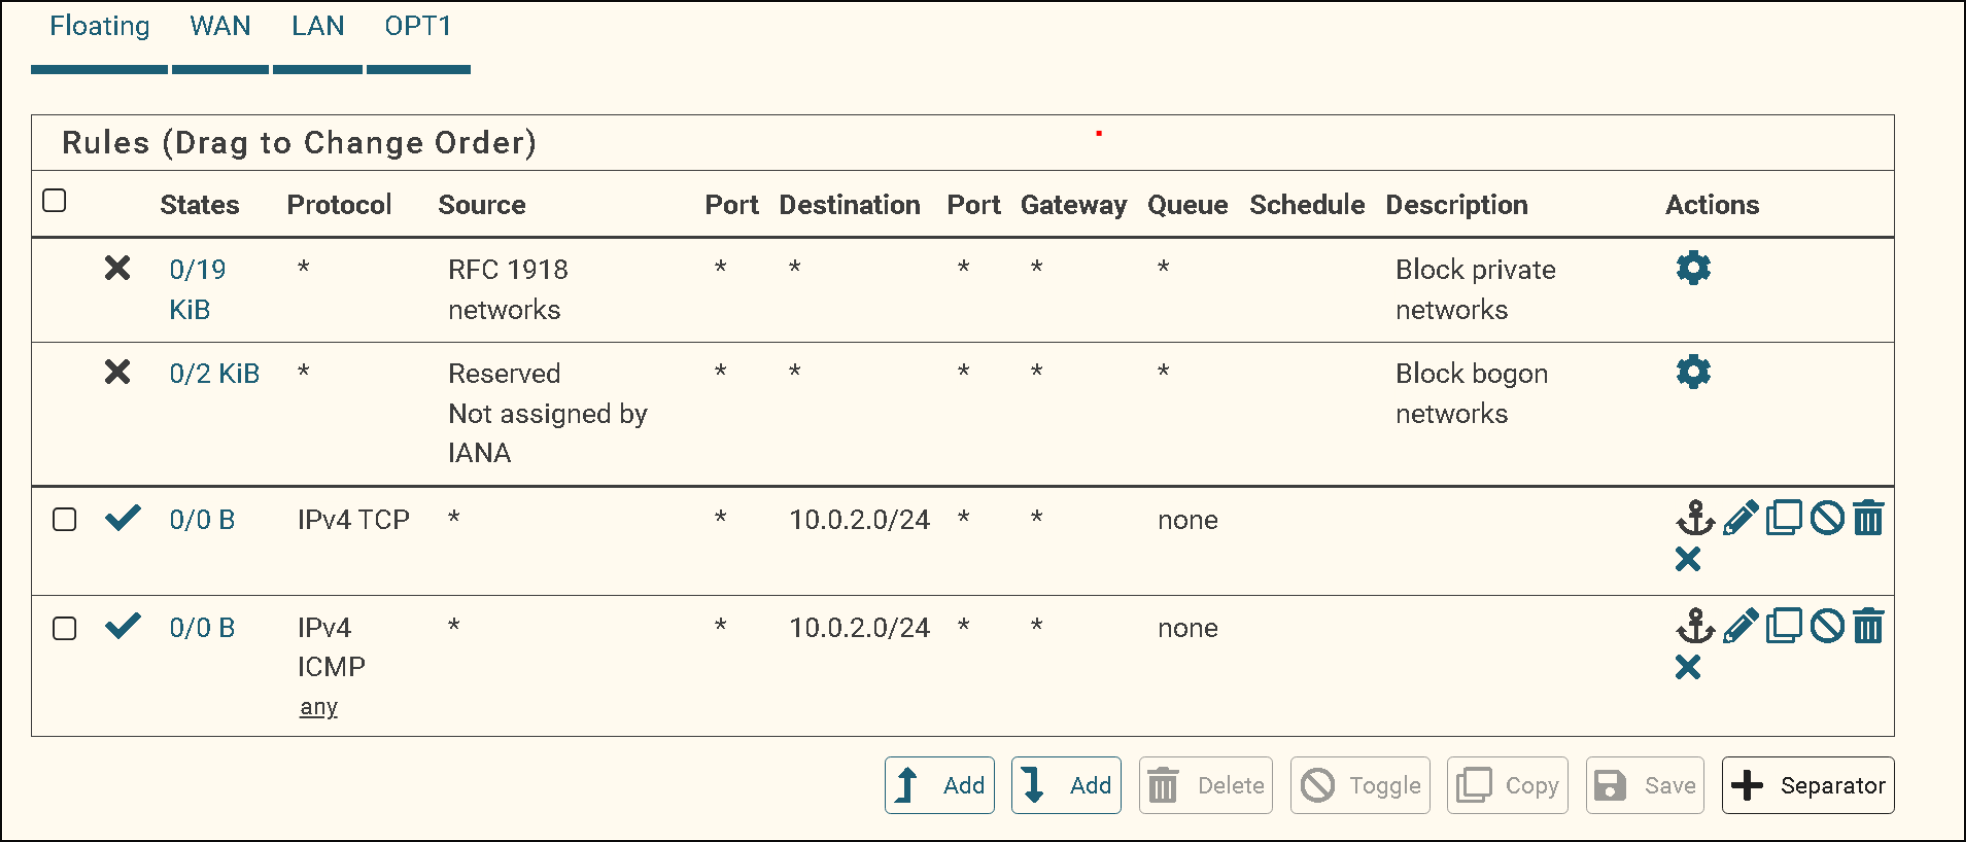 Floating WAN LAN OPT1
Rules (Drag to Change Order)
States Protocol Source Port Destination Port Gateway Queue Schedule Description Actions
0/19 * RFC 1918 * * * * * Block private
KiB networks networks
0/2 KiB * Reserved * * * * * Block bogon
Not assigned by networks
IANA
0/0 B IPv4 TCP * * 10.0.2.0/24 * * none
0/0 B IPv4 * * 10.0.2.0/24 * * none
ICMP
any
Add Add Delete Toggle Copy Save Separator